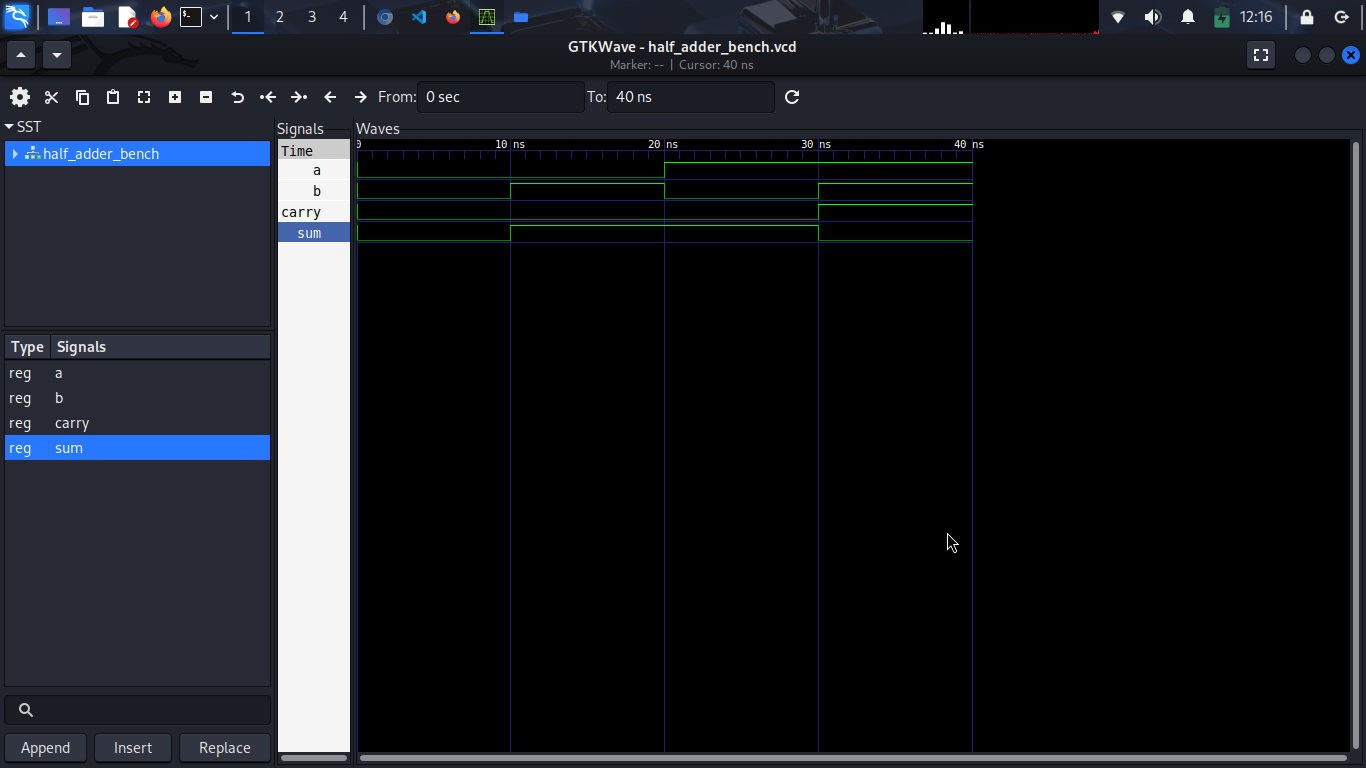 1 2 3 4 12:16
GTKWave - half_adder_bench.vcd
Marker: -- | Cursor: 40 ns
From: 0 sec To: 40 ns
SST
half_adder_bench
Type Signals
reg a
reg b
reg carry
reg sum
Append Insert Replace
Signals
Time
a
b
carry
sum
Waves
0 10 ns 20 ns 30 ns 40 ns